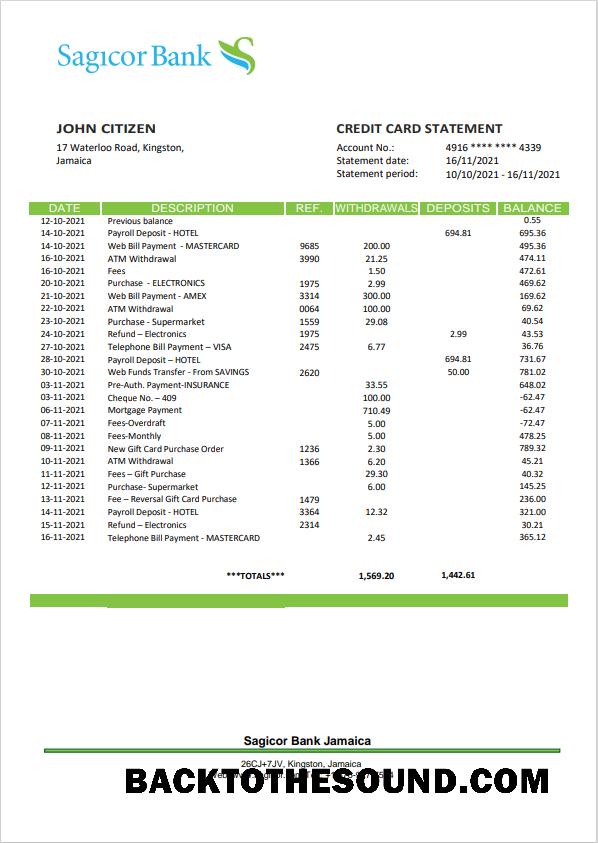 Sagicor Bank
JOHN CITIZEN
17 Waterloo Road, Kingston,
Jamaica
CREDIT CARD STATEMENT
Account No.: 4916 **** **** 4339
Statement date: 16/11/2021
Statement period: 10/10/2021 - 16/11/2021
DATE DESCRIPTION REF. WITHDRAWALS DEPOSITS BALANCE
12-10-2021 Previous balance 0.55
14-10-2021 Payroll Deposit - HOTEL 694.81 695.36
14-10-2021 Web Bill Payment - MASTERCARD 9685 200.00 495.36
16-10-2021 ATM Withdrawal 3990 21.25 474.11
16-10-2021 Fees 1.50 472.61
20-10-2021 Purchase - ELECTRONICS 1975 2.99 469.62
21-10-2021 Web Bill Payment - AMEX 3314 300.00 169.62
22-10-2021 ATM Withdrawal 0064 100.00 69.62
23-10-2021 Purchase - Supermarket 1559 29.08 40.54
24-10-2021 Refund – Electronics 1975 2.99 43.53
27-10-2021 Telephone Bill Payment – VISA 2475 6.77 36.76
28-10-2021 Payroll Deposit – HOTEL 694.81 731.67
30-10-2021 Web Funds Transfer - From SAVINGS 2620 50.00 781.02
03-11-2021 Pre-Auth. Payment-INSURANCE 33.55 648.02
03-11-2021 Cheque No. – 409 100.00 -62.47
06-11-2021 Mortgage Payment 710.49 -62.47
07-11-2021 Fees-Overdraft 5.00 -72.47
08-11-2021 Fees-Monthly 5.00 478.25
09-11-2021 New Gift Card Purchase Order 1236 2.30 789.32
10-11-2021 ATM Withdrawal 1366 6.20 45.21
11-11-2021 Fees – Gift Purchase 29.30 40.32
12-11-2021 Purchase- Supermarket 6.00 145.25
13-11-2021 Fee – Reversal Gift Card Purchase 1479 236.00
14-11-2021 Payroll Deposit - HOTEL 3364 12.32 321.00
15-11-2021 Refund – Electronics 2314 30.21
16-11-2021 Telephone Bill Payment - MASTERCARD 2.45 365.12
***TOTALS*** 1,569.20 1,442.61
Sagicor Bank Jamaica
26CJ+7JV, Kingston, Jamaica
BACKTOTHESOUND.COM